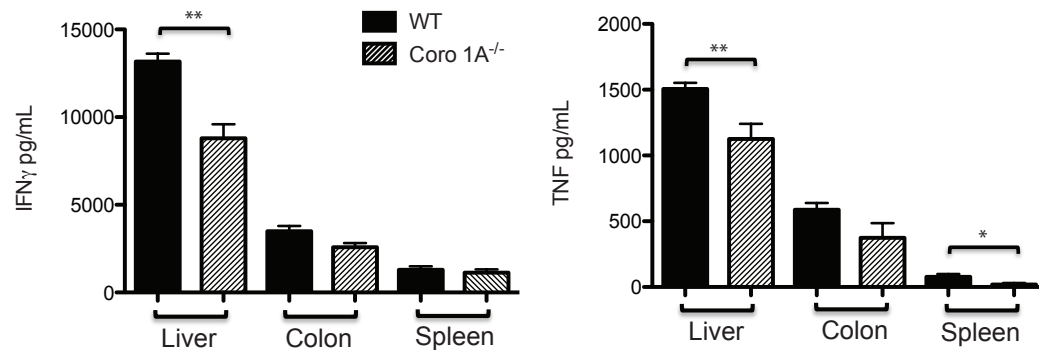 IFNγ pg/mL
15000
10000
5000
0
**
WT
Coro 1A-/-
Liver
Colon
Spleen
TNF pg/mL
2000
1500
1000
500
0
**
*
Liver
Colon
Spleen